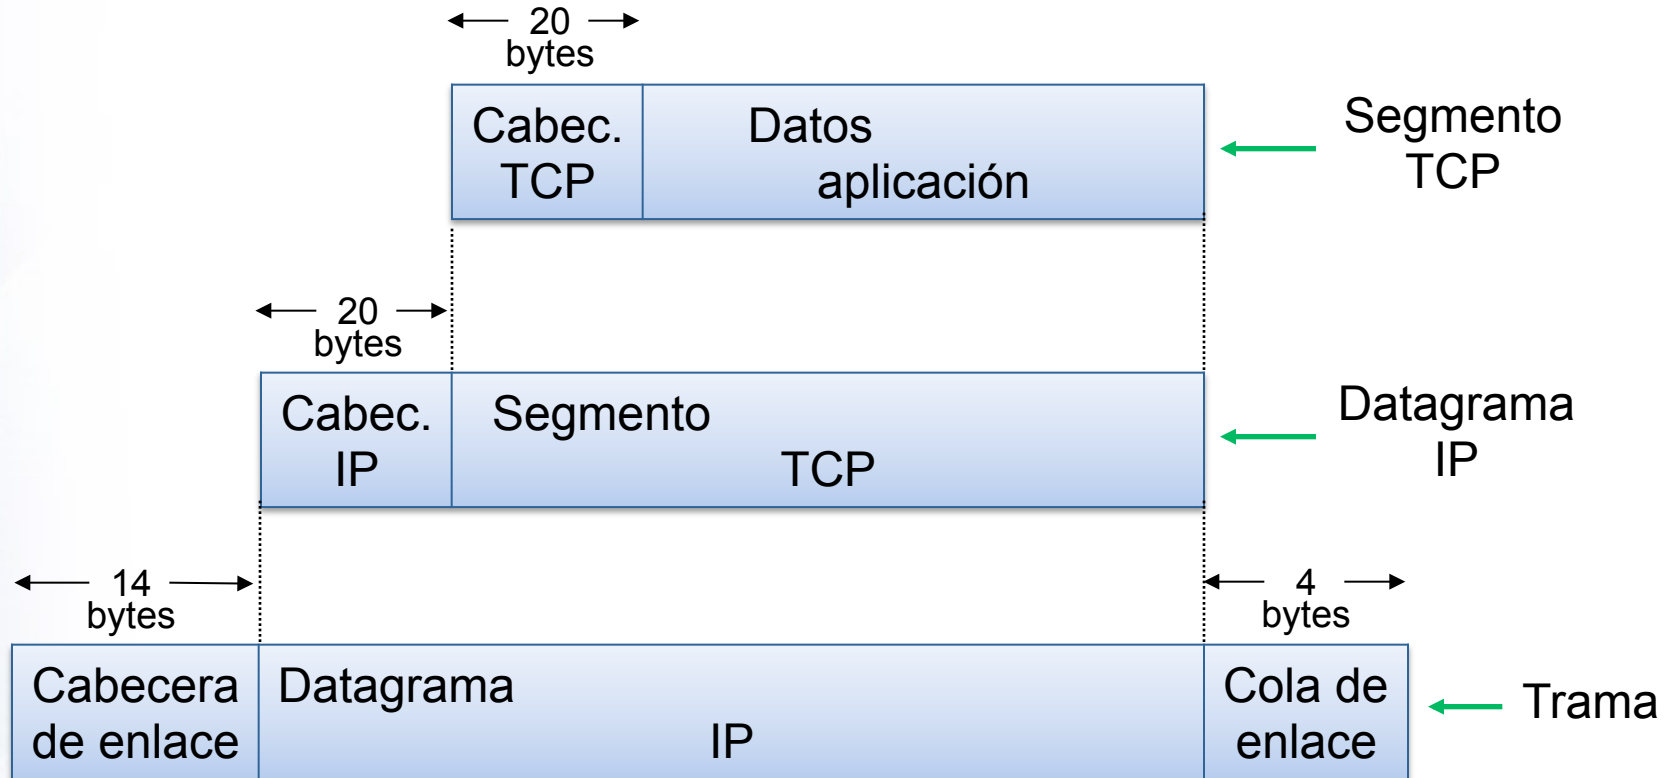 20
bytes
Cabec.
TCP
Datos
aplicación
Segmento
TCP
20
bytes
Cabec.
IP
Segmento
TCP
Datagrama
IP
14
bytes
4
bytes
Cabecera
de enlace
Datagrama
IP
Cola de
enlace
Trama